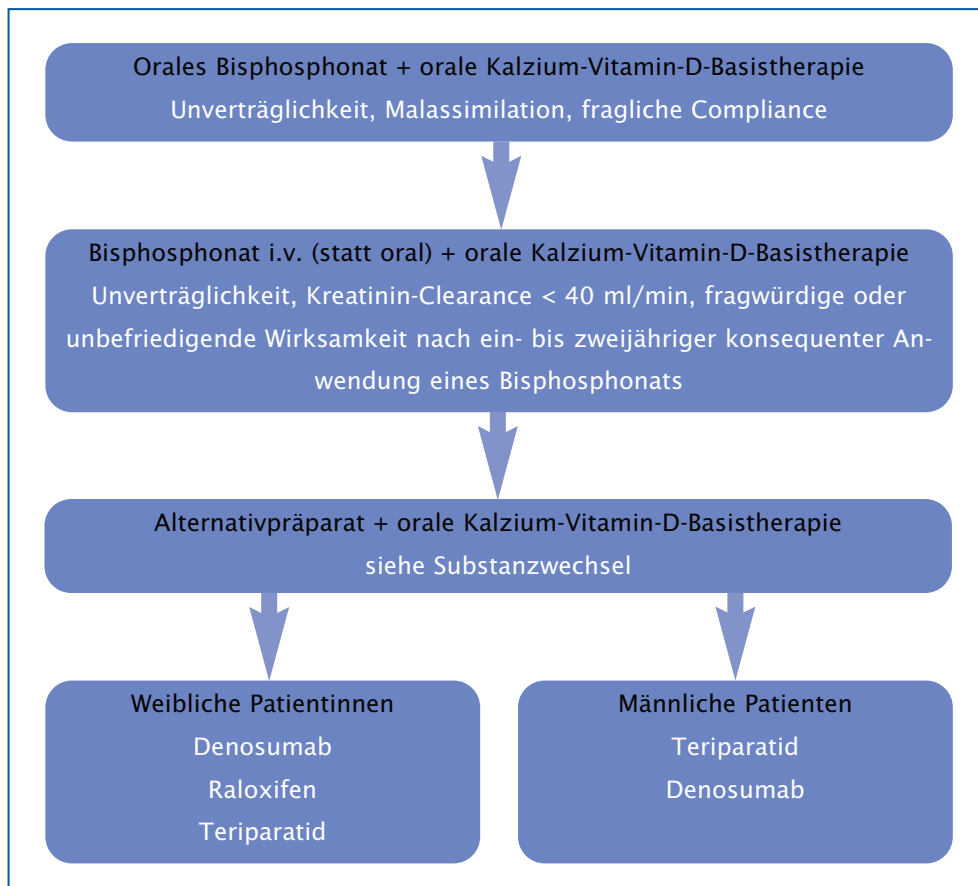 Orales Bisphosphonat + orale Kalzium-Vitamin-D-Basistherapie
Unverträglichkeit, Malassimilation, fragliche Compliance
Bisphosphonat i.v. (statt oral) + orale Kalzium-Vitamin-D-Basistherapie
Unverträglichkeit, Kreatinin-Clearance < 40 ml/min, fragwürdige oder
unbefriedigende Wirksamkeit nach ein- bis zweijähriger konsequenter An-
wendung eines Bisphosphonats
Alternativpräparat + orale Kalzium-Vitamin-D-Basistherapie
siehe Substanzwechsel
Weibliche Patientinnen
Denosumab
Raloxifen
Teriparatid
Männliche Patienten
Teriparatid
Denosumab